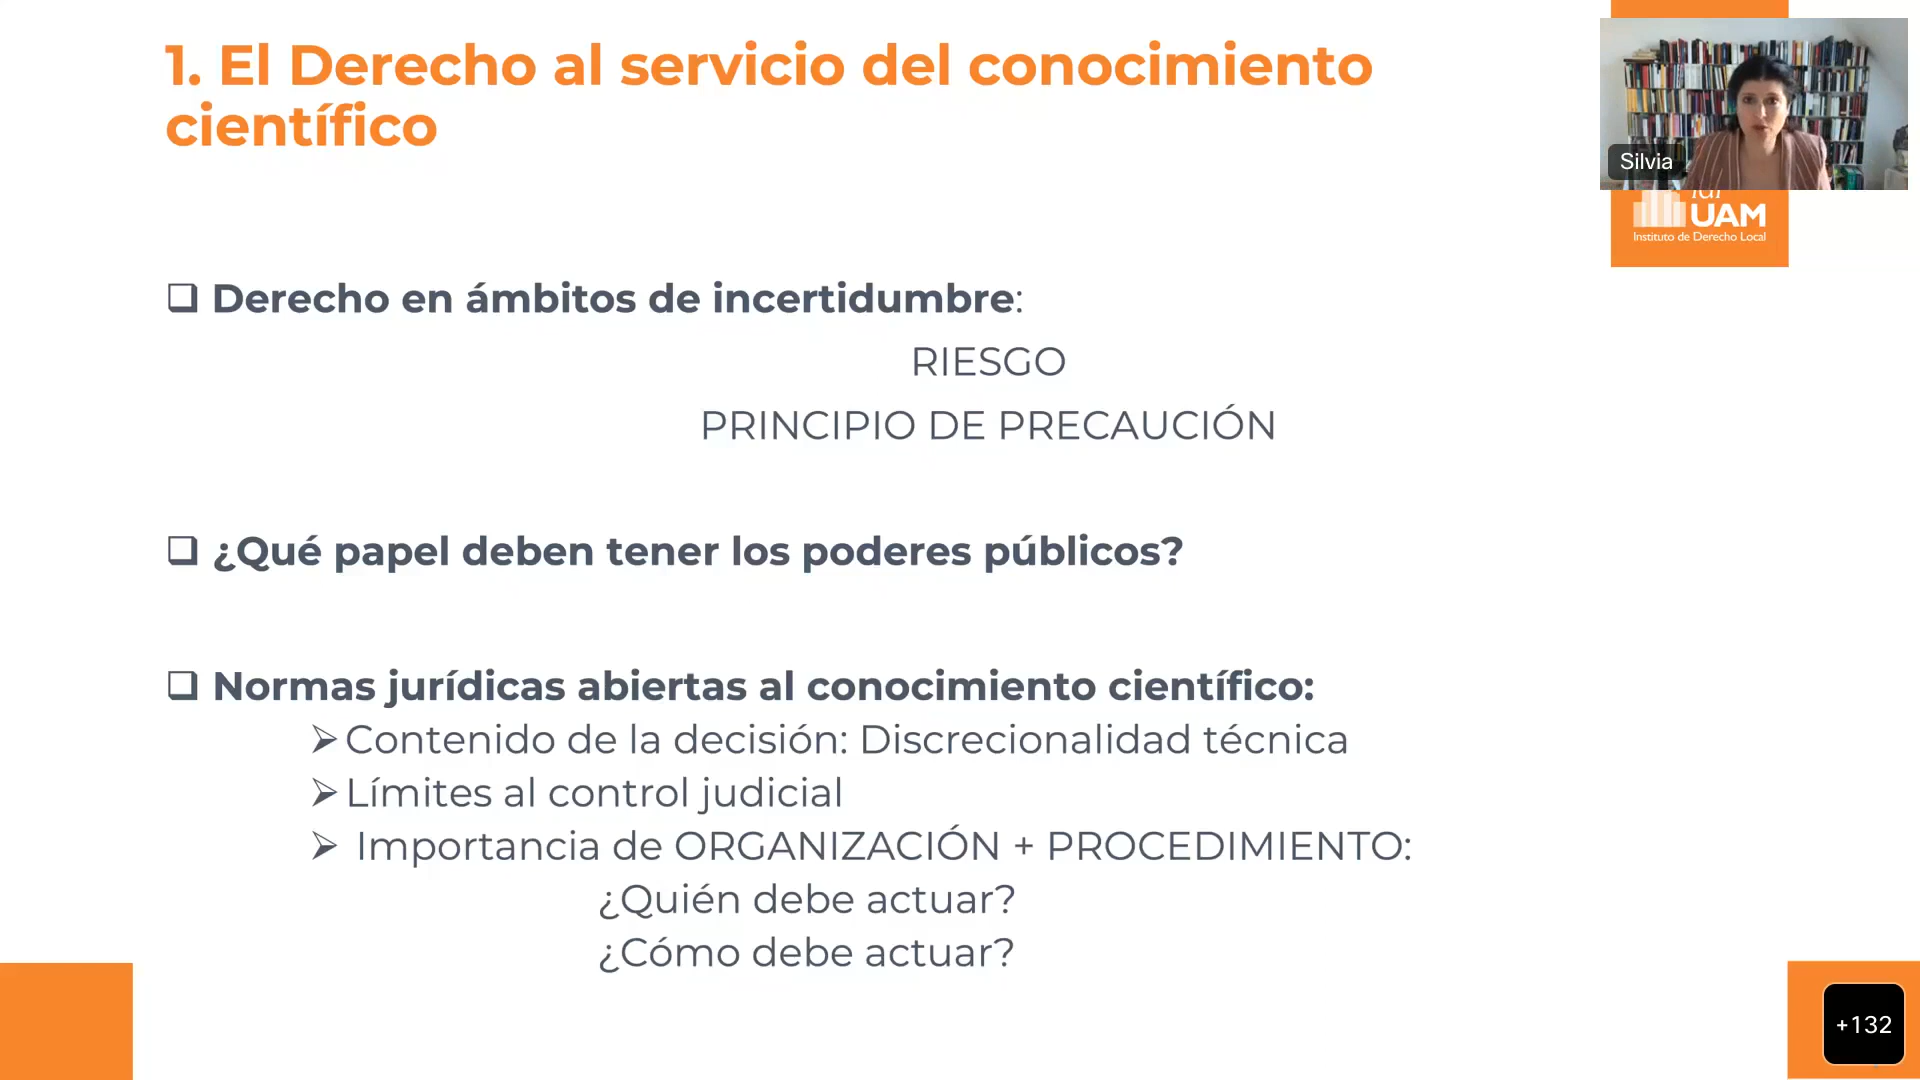 1. El Derecho al servicio del conocimiento
científico
Silvia
UAM
Instituto de Derecho Local
❑ Derecho en ámbitos de incertidumbre:
RIESGO
PRINCIPIO DE PRECAUCIÓN
❑ ¿Qué papel deben tener los poderes públicos?
❑ Normas jurídicas abiertas al conocimiento científico:
➢ Contenido de la decisión: Discrecionalidad técnica
➢ Límites al control judicial
➢ Importancia de ORGANIZACIÓN + PROCEDIMIENTO:
¿Quién debe actuar?
¿Cómo debe actuar?
+132